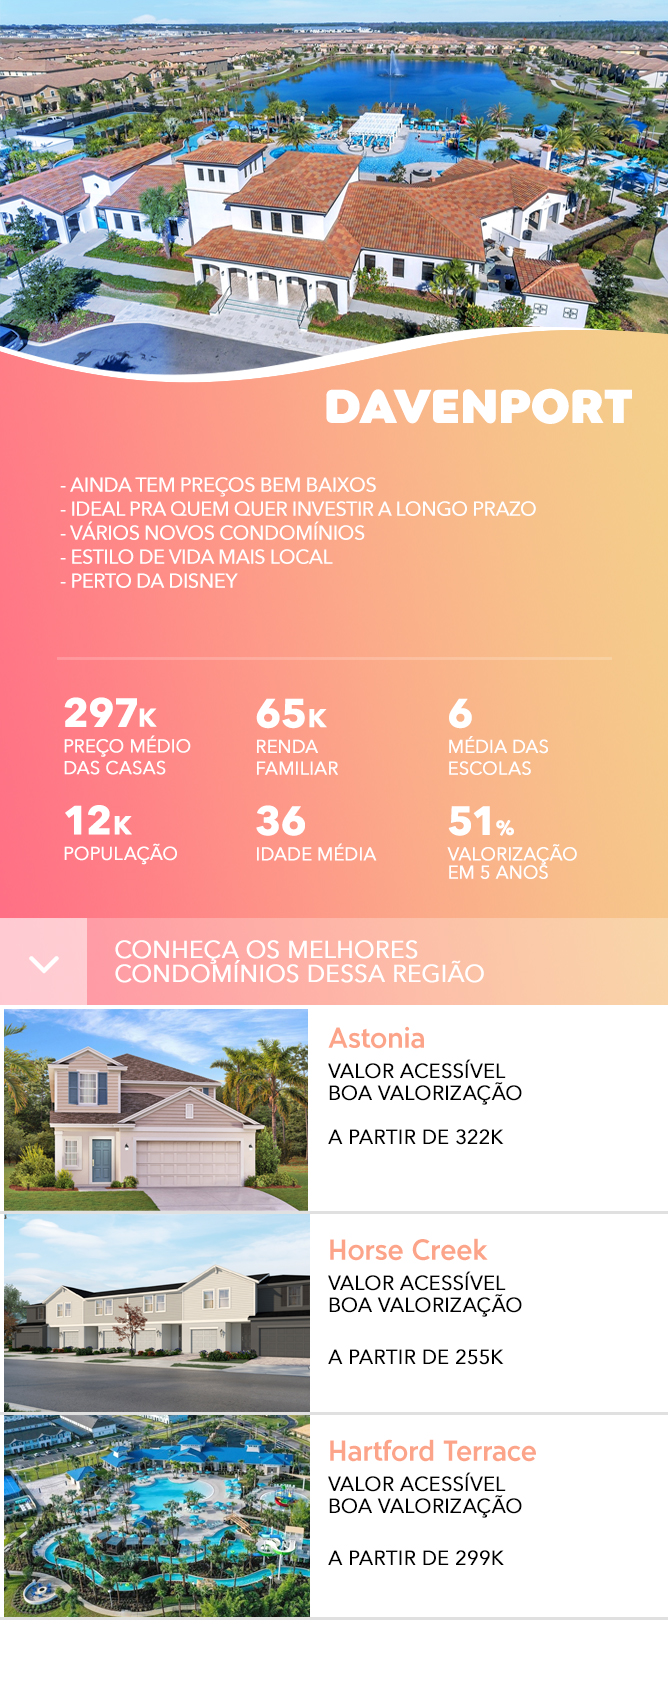 DAVENPORT
- AINDA TEM PREÇOS BEM BAIXOS
- IDEAL PRA QUEM QUER INVESTIR A LONGO PRAZO
- VÁRIOS NOVOS CONDOMÍNIOS
- ESTILO DE VIDA MAIS LOCAL
- PERTO DA DISNEY
297K
PREÇO MÉDIO
DAS CASAS
65K
RENDA
FAMILIAR
6
MÉDIA DAS
ESCOLAS
12K
POPULAÇÃO
36
IDADE MÉDIA
51%
VALORIZAÇÃO
EM 5 ANOS
CONHEÇA OS MELHORES
CONDOMÍNIOS DESSA REGIÃO
Astonia
VALOR ACESSÍVEL
BOA VALORIZAÇÃO
A PARTIR DE 322K
Horse Creek
VALOR ACESSÍVEL
BOA VALORIZAÇÃO
A PARTIR DE 255K
Hartford Terrace
VALOR ACESSÍVEL
BOA VALORIZAÇÃO
A PARTIR DE 299K